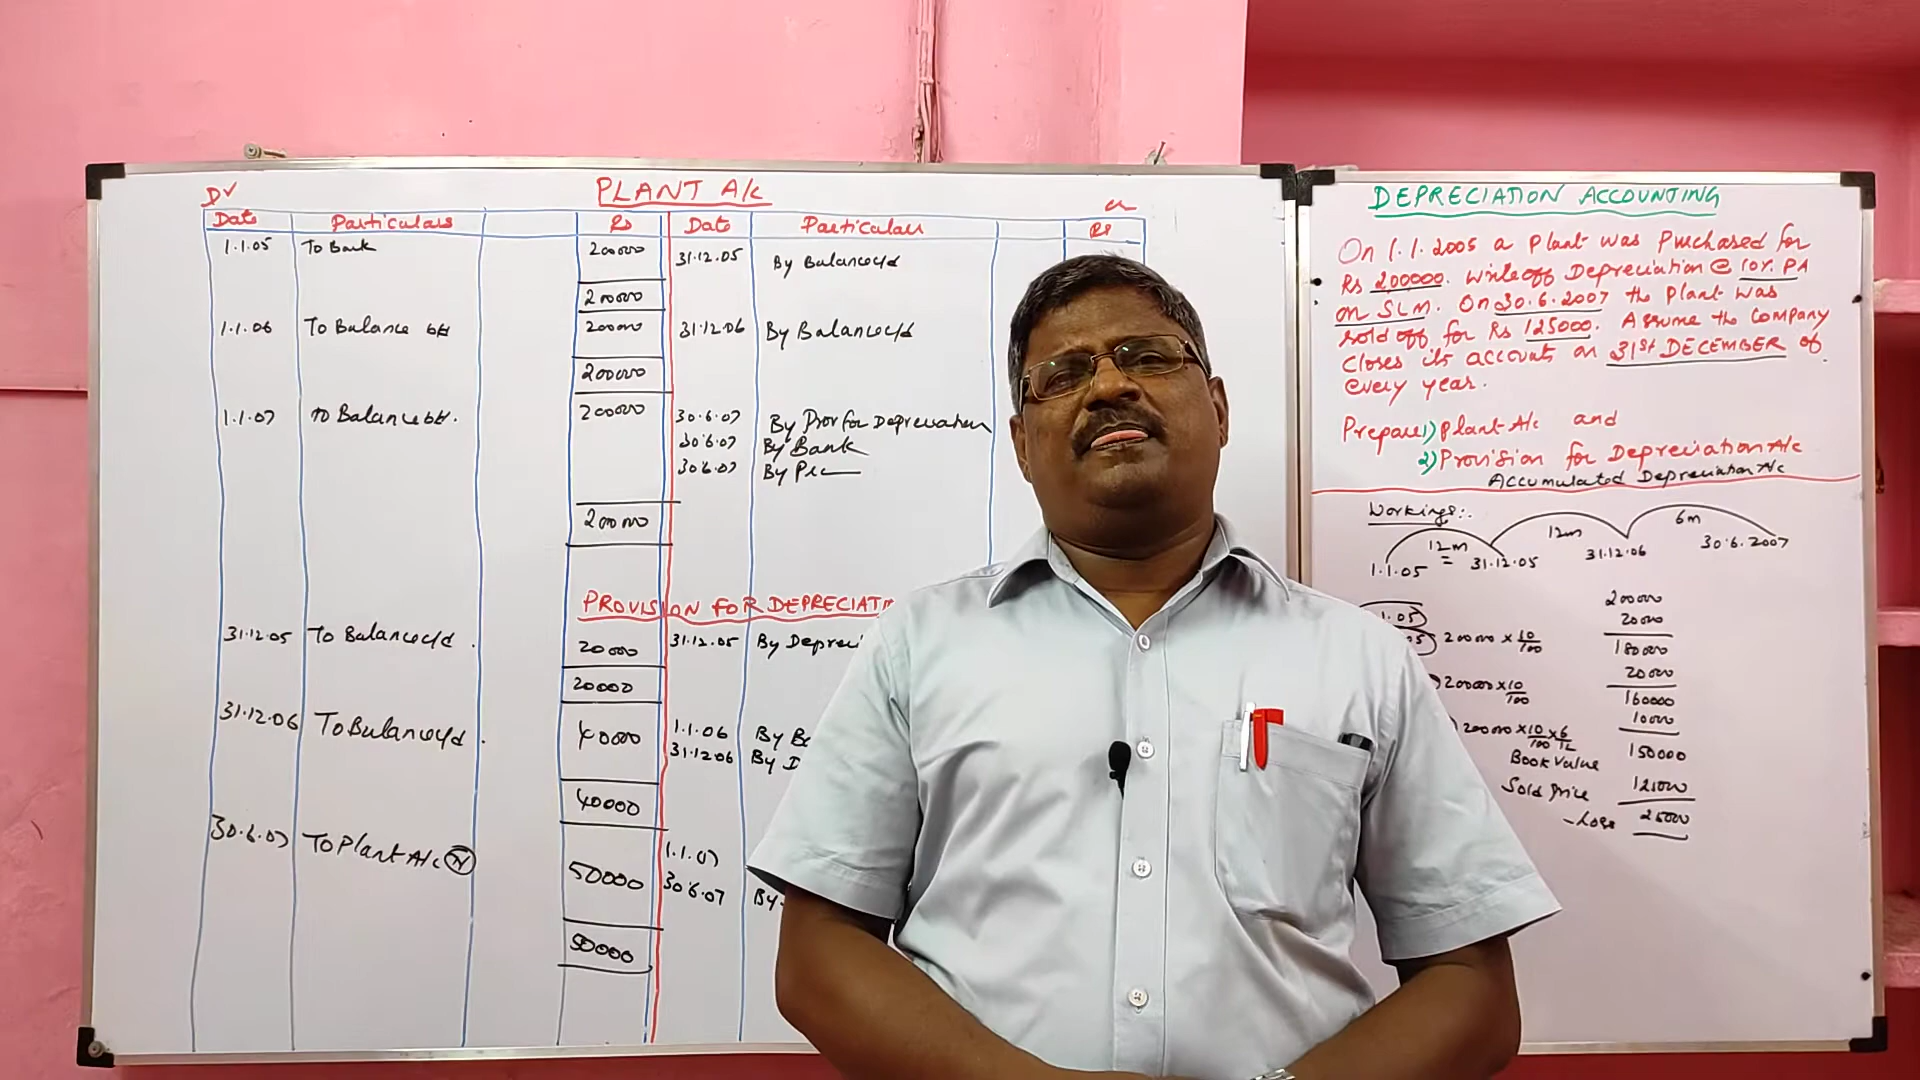 PLANT A/c
Dr Cr
Date Particulars Rs Date Particulars Rs
1.1.05 To Bank 200000 31.12.05 By Balance c/d
200000
1.1.06 To Balance b/d 200000 31.12.06 By Balance c/d
200000
1.1.07 To Balance b/d. 200000 30.6.07 By Prov for Depreciation
30.6.07 By Bank
30.6.07 By P&L
200000
PROVISION FOR DEPRECIATI
31.12.05 To Balance c/d. 20000 31.12.05 By Depreci
20000
31.12.06 To Balance c/d. 40000 1.1.06 By B
31.12.06 By D
40000
30.6.07 To Plant A/c 50000 1.1.07
30.6.07 By
50000
DEPRECIATION ACCOUNTING
On 1.1.2005 a Plant was Purchased for
Rs 200000. Write off Depreciation @ 10% PA
on SLM. On 30.6.2007 the Plant was
sold off for Rs 125000. Assume the Company
closes its accounts on 31st DECEMBER of
every year.
Prepare 1) Plant A/c and
2) Provision for Depreciation A/c
Accumulated Depreciation A/c
Workings:.
12m 12m 6m
1.1.05 31.12.05 31.12.06 30.6.2007
200000
1.05 20000
05 200000 x 10/100 180000
20000
200000 x 10/100 160000
10000
200000 x 10/100 x 6/12 150000
Book Value
Sold Price 125000
- Loss 25000